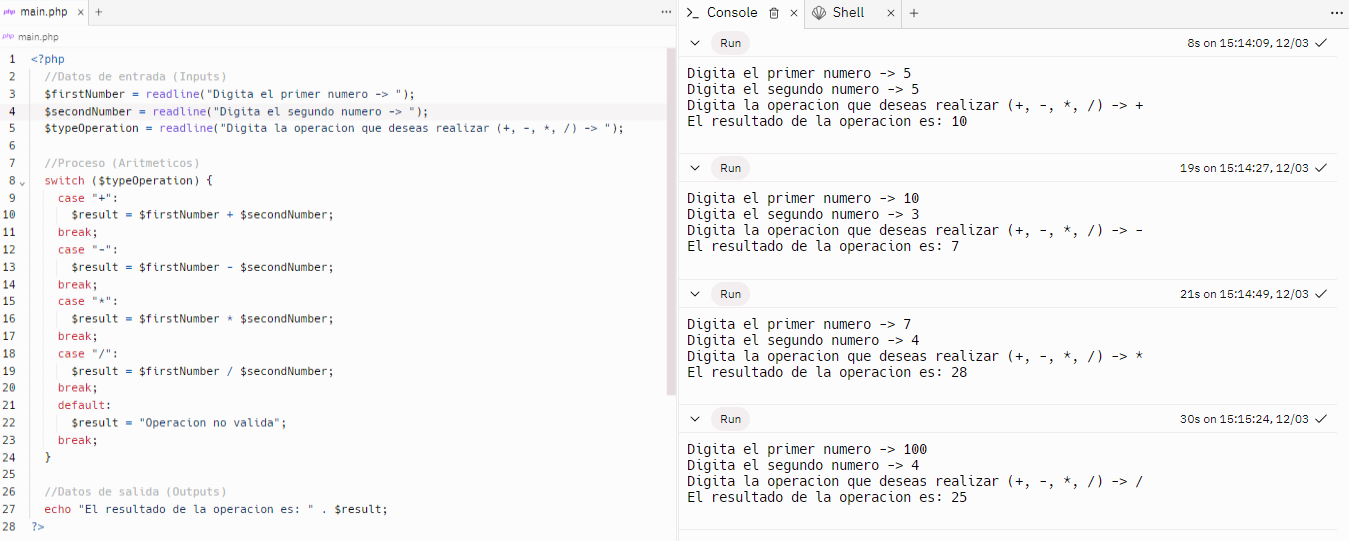 php main.php × +
php main.php
1 <?php
2 //Datos de entrada (Inputs)
3 $firstNumber = readline("Digita el primer numero -> ");
4 $secondNumber = readline("Digita el segundo numero -> ");
5 $typeOperation = readline("Digita la operacion que deseas realizar (+, -, *, /) -> ");
6
7 //Proceso (Aritmeticos)
8 switch ($typeOperation) {
9 case "+":
10 $result = $firstNumber + $secondNumber;
11 break;
12 case "-":
13 $result = $firstNumber - $secondNumber;
14 break;
15 case "*":
16 $result = $firstNumber * $secondNumber;
17 break;
18 case "/":
19 $result = $firstNumber / $secondNumber;
20 break;
21 default:
22 $result = "Operacion no valida";
23 break;
24 }
25
26 //Datos de salida (Outputs)
27 echo "El resultado de la operacion es: " . $result;
28 ?>
>_ Console × Shell × +
Run 8s on 15:14:09, 12/03
Digita el primer numero -> 5
Digita el segundo numero -> 5
Digita la operacion que deseas realizar (+, -, *, /) -> +
El resultado de la operacion es: 10
Run 19s on 15:14:27, 12/03
Digita el primer numero -> 10
Digita el segundo numero -> 3
Digita la operacion que deseas realizar (+, -, *, /) -> -
El resultado de la operacion es: 7
Run 21s on 15:14:49, 12/03
Digita el primer numero -> 7
Digita el segundo numero -> 4
Digita la operacion que deseas realizar (+, -, *, /) -> *
El resultado de la operacion es: 28
Run 30s on 15:15:24, 12/03
Digita el primer numero -> 100
Digita el segundo numero -> 4
Digita la operacion que deseas realizar (+, -, *, /) -> /
El resultado de la operacion es: 25